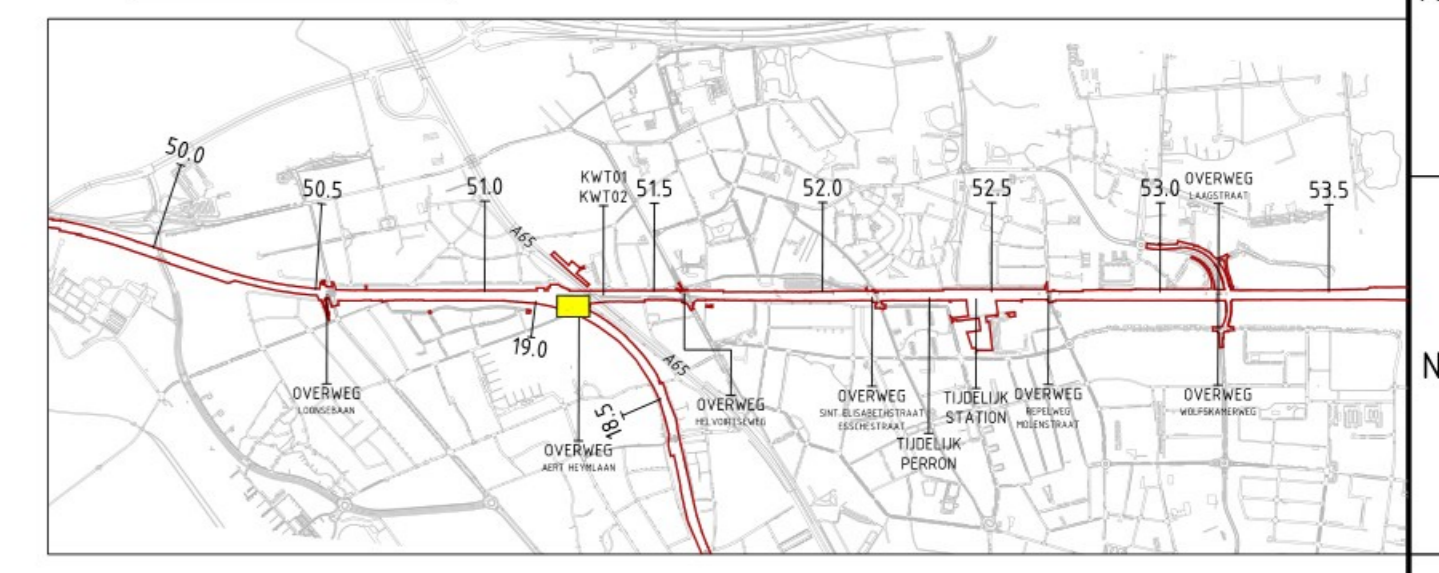 50.0
50.5
51.0
KWT01
KWT02
51.5
52.0
52.5
53.0
OVERWEG
LAAGSTRAAT
53.5
A65
19.0
A65
18.5
OVERWEG
LOONSEBAAN
OVERWEG
AERT HEYMLAAN
OVERWEG
HELVOIRTSEWEG
OVERWEG
SINT ELISABETHSTRAAT
ESSCHESTRAAT
TIJDELIJK
PERRON
TIJDELIJK
STATION
OVERWEG
REPELWEG
MOLENSTRAAT
OVERWEG
WOLFSKAMERWEG
N